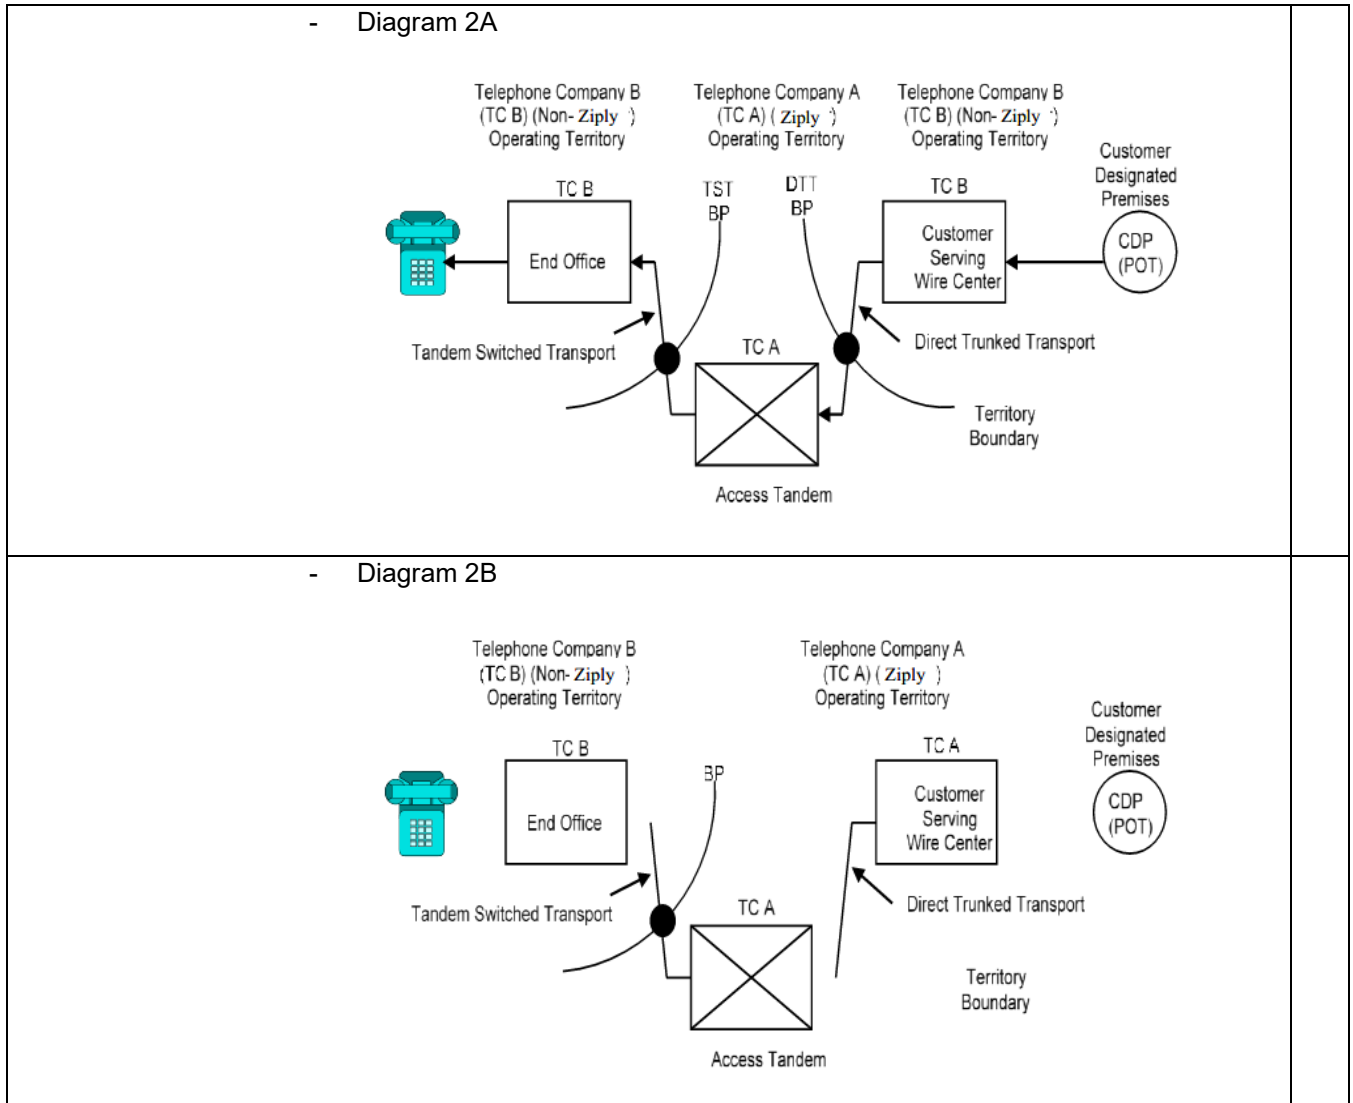 - Diagram 2A
Telephone Company B
(TC B) (Non- Ziply )
Operating Territory
Telephone Company A
(TC A) ( Ziply )
Operating Territory
Telephone Company B
(TC B) (Non- Ziply )
Operating Territory
Customer
Designated
Premises
TC B
TST
BP
DTT
BP
TC B
End Office
Customer
Serving
Wire Center
CDP
(POT)
Tandem Switched Transport
TC A
Direct Trunked Transport
Territory
Boundary
Access Tandem
- Diagram 2B
Telephone Company B
(TC B) (Non- Ziply )
Operating Territory
Telephone Company A
(TC A) ( Ziply )
Operating Territory
Customer
Designated
Premises
TC B
BP
TC A
End Office
Customer
Serving
Wire Center
CDP
(POT)
Tandem Switched Transport
TC A
Direct Trunked Transport
Territory
Boundary
Access Tandem